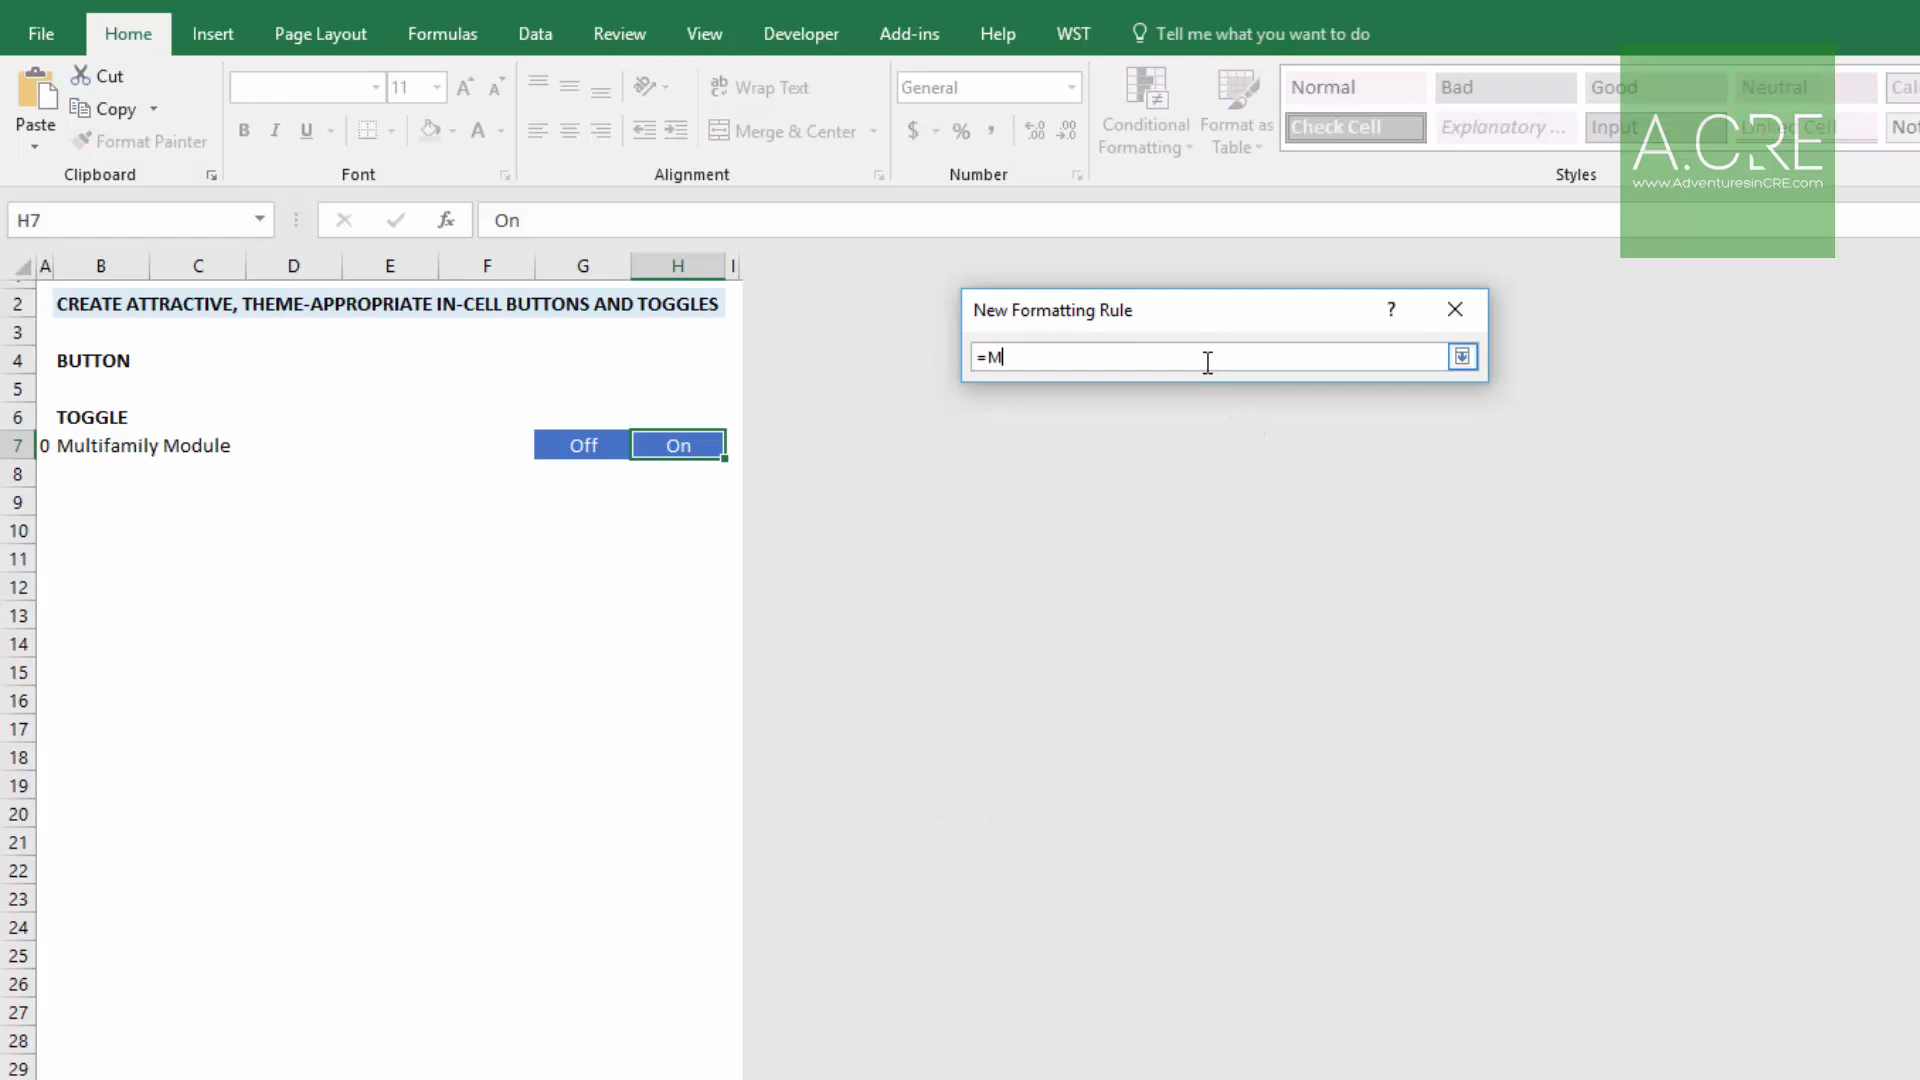 File Home Insert Page Layout Formulas Data Review View Developer Add-ins Help WST Tell me what you want to do
Paste
Cut
Copy
Format Painter
Clipboard
11
B I U A
Font
Wrap Text
Merge & Center
Alignment
General
$ % ,
Number
Conditional Formatting
Format as Table
Normal Bad Good Neutral
Check Cell Explanatory ... Input Linked Cell
Styles
A.CRE
www.AdventuresinCRE.com
H7 fx On
A B C D E F G H I
2 CREATE ATTRACTIVE, THEME-APPROPRIATE IN-CELL BUTTONS AND TOGGLES
3
4 BUTTON
5
6 TOGGLE
7 0 Multifamily Module Off On
8
9
10
11
12
13
14
15
16
17
18
19
20
21
22
23
24
25
26
27
28
29
New Formatting Rule ?
=M